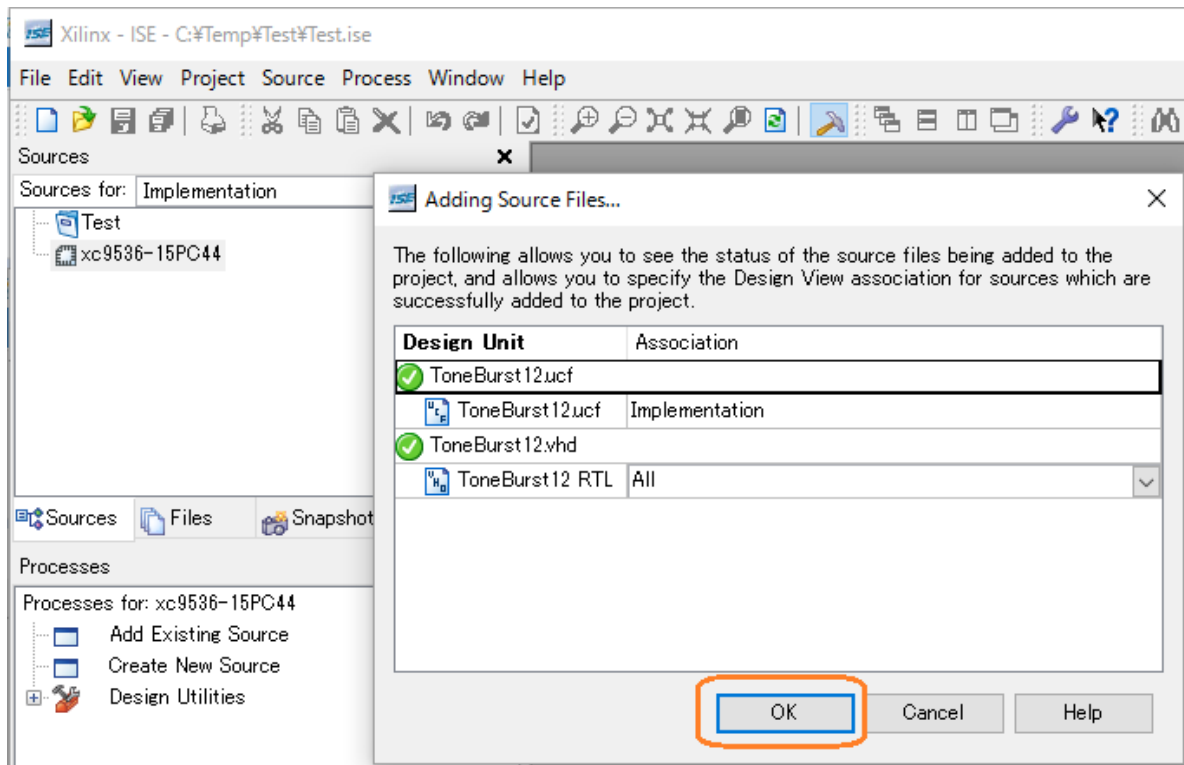 Xilinx - ISE - C:¥Temp¥Test¥Test.ise
File Edit View Project Source Process Window Help
Sources
Sources for: Implementation
Test
xc9536-15PC44
Sources Files Snapshot
Processes
Processes for: xc9536-15PC44
Add Existing Source
Create New Source
Design Utilities
Adding Source Files...
The following allows you to see the status of the source files being added to the
project, and allows you to specify the Design View association for sources which are
successfully added to the project.
Design Unit Association
ToneBurst12.ucf
ToneBurst12.ucf Implementation
ToneBurst12.vhd
ToneBurst12 RTL All
OK Cancel Help